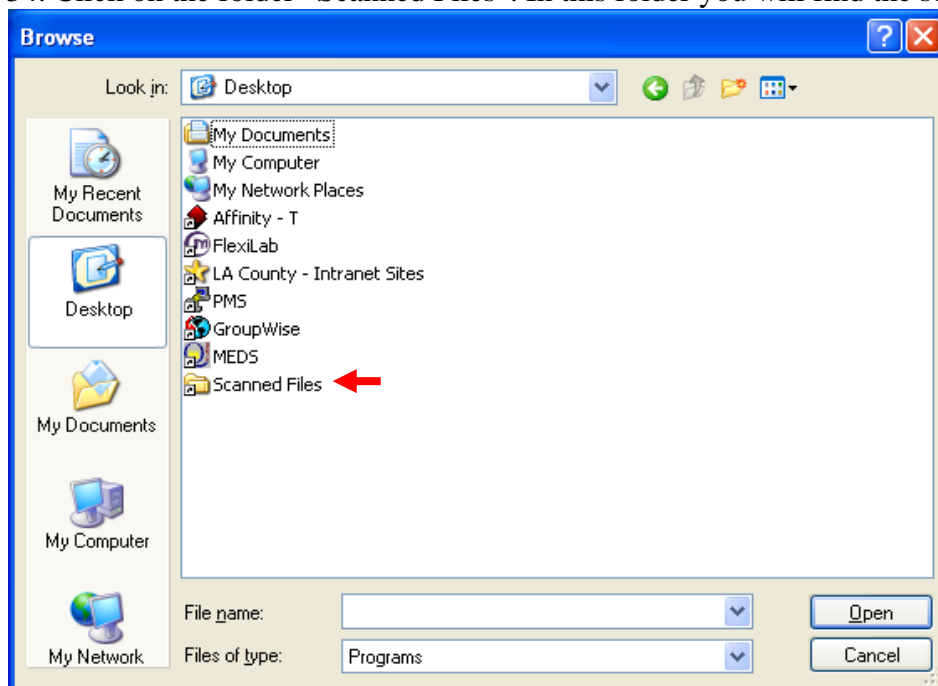 Browse
Look in: Desktop
My Recent
Documents
Desktop
My Documents
My Computer
My Network
My Documents
My Computer
My Network Places
Affinity - T
FlexiLab
LA County - Intranet Sites
PMS
GroupWise
MEDS
Scanned Files
File name:
Open
Files of type: Programs
Cancel